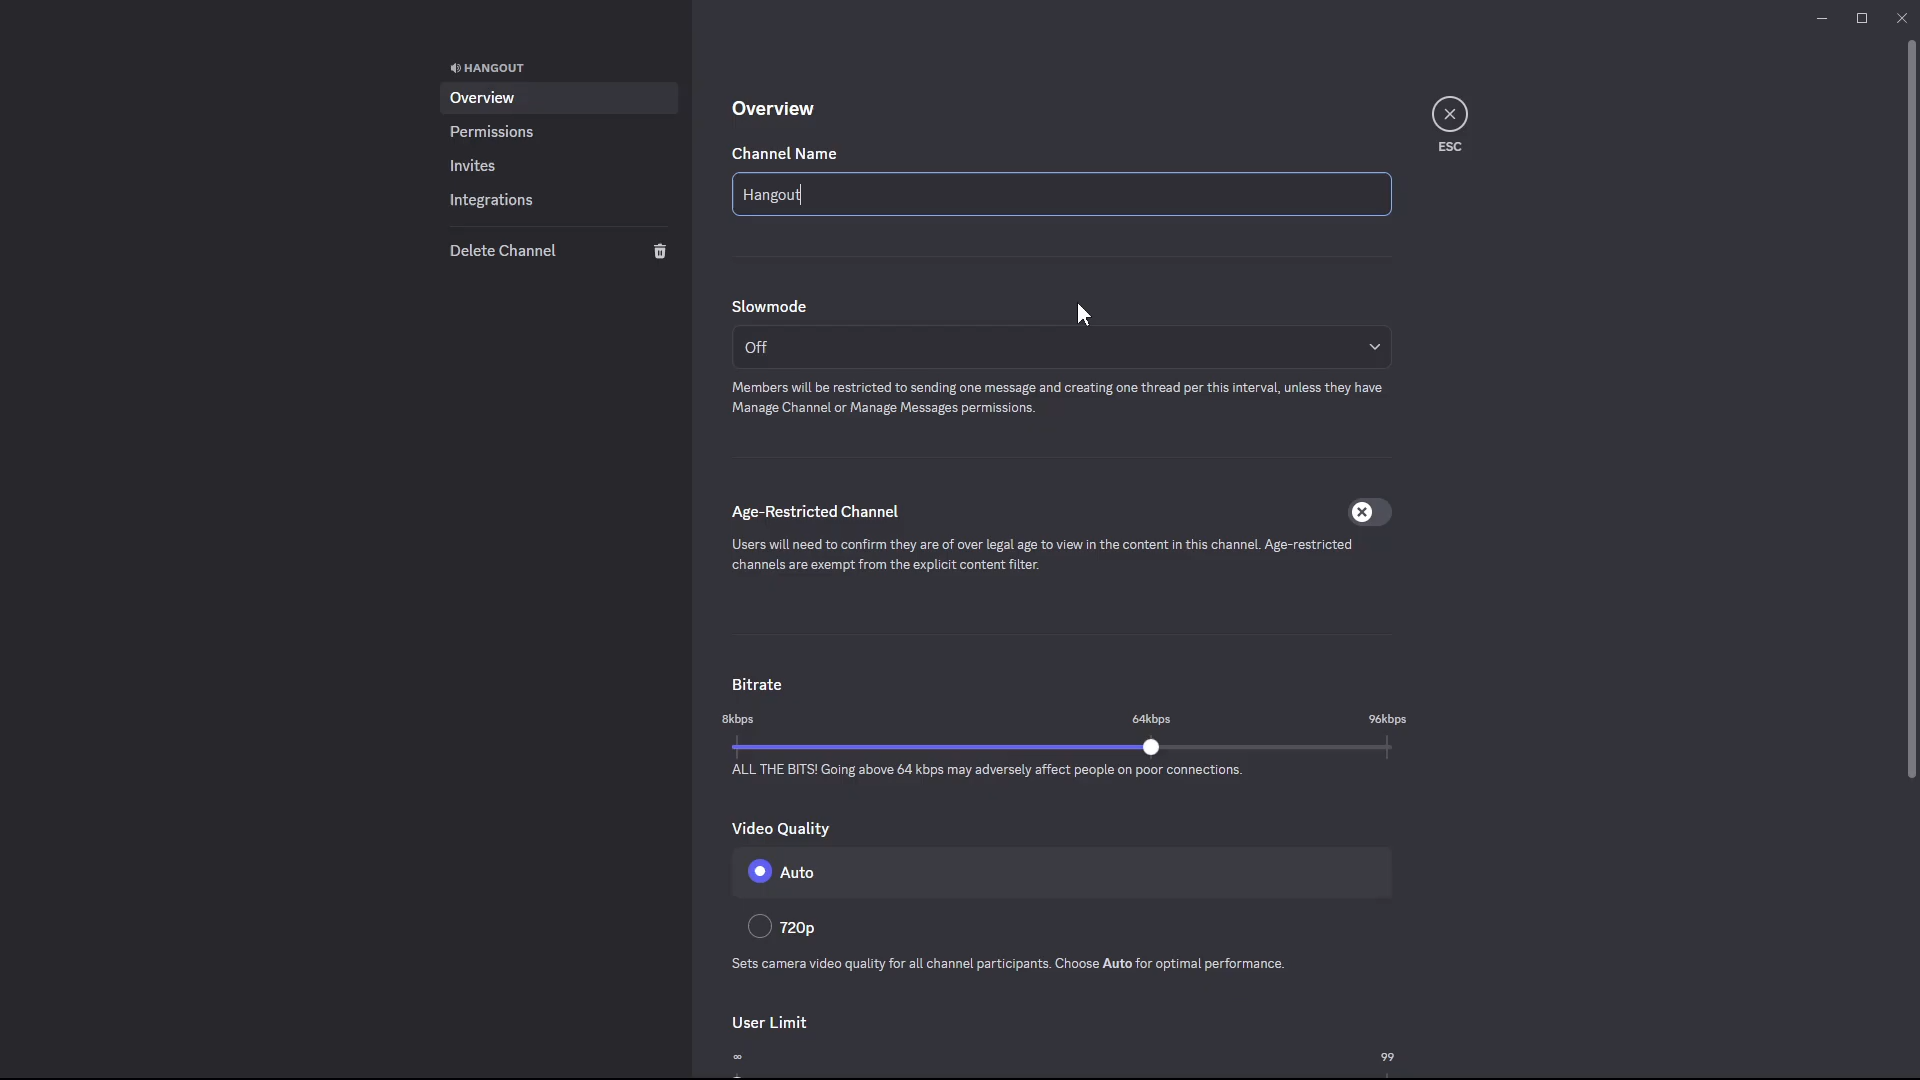 HANGOUT
Overview
Permissions
Invites
Integrations
Delete Channel
Overview
ESC
Channel Name
Hangout
Slowmode
Off
Members will be restricted to sending one message and creating one thread per this interval, unless they have
Manage Channel or Manage Messages permissions.
Age-Restricted Channel
Users will need to confirm they are of over legal age to view in the content in this channel. Age-restricted
channels are exempt from the explicit content filter.
Bitrate
8kbps 64kbps 96kbps
ALL THE BITS! Going above 64 kbps may adversely affect people on poor connections.
Video Quality
Auto
720p
Sets camera video quality for all channel participants. Choose Auto for optimal performance.
User Limit
∞ 99